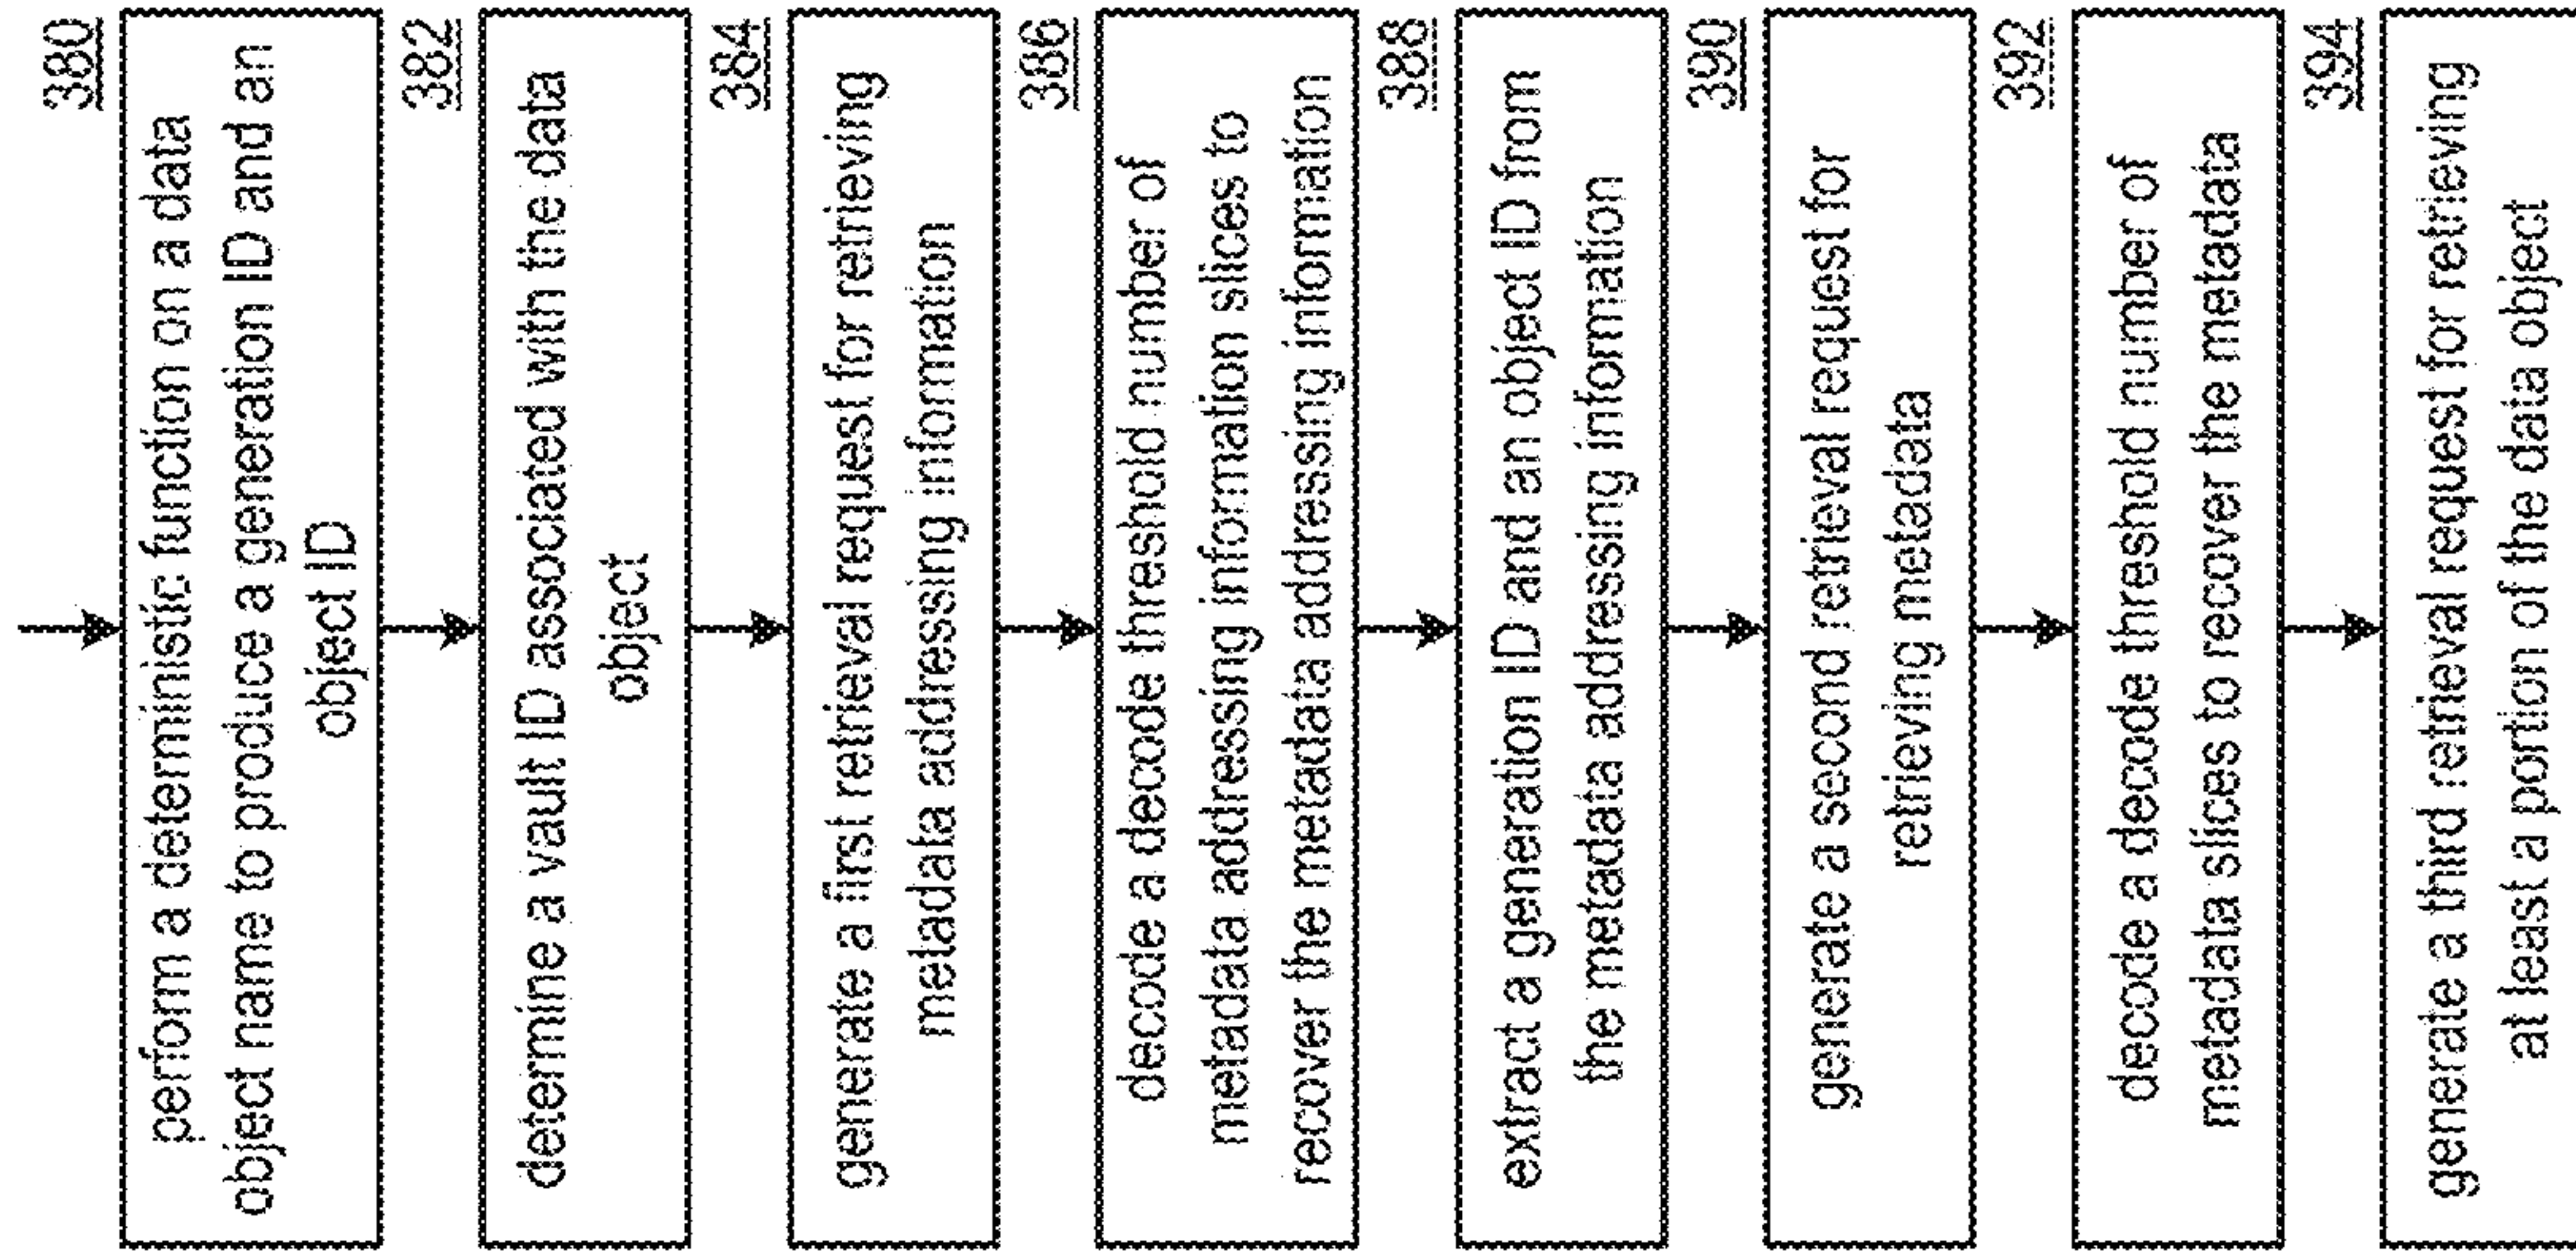 380
perform a deterministic function on a data
object name to produce a generation ID and an
object ID
382
determine a vault ID associated with the data
object
384
generate a first retrieval request for retrieving
metadata addressing information
386
decode a decode threshold number of
metadata addressing information slices to
recover the metadata addressing information
388
extract a generation ID and an object ID from
the metadata addressing information
390
generate a second retrieval request for
retrieving metadata
392
decode a decode threshold number of
metadata slices to recover the metadata
394
generate a third retrieval request for retrieving
at least a portion of the data object